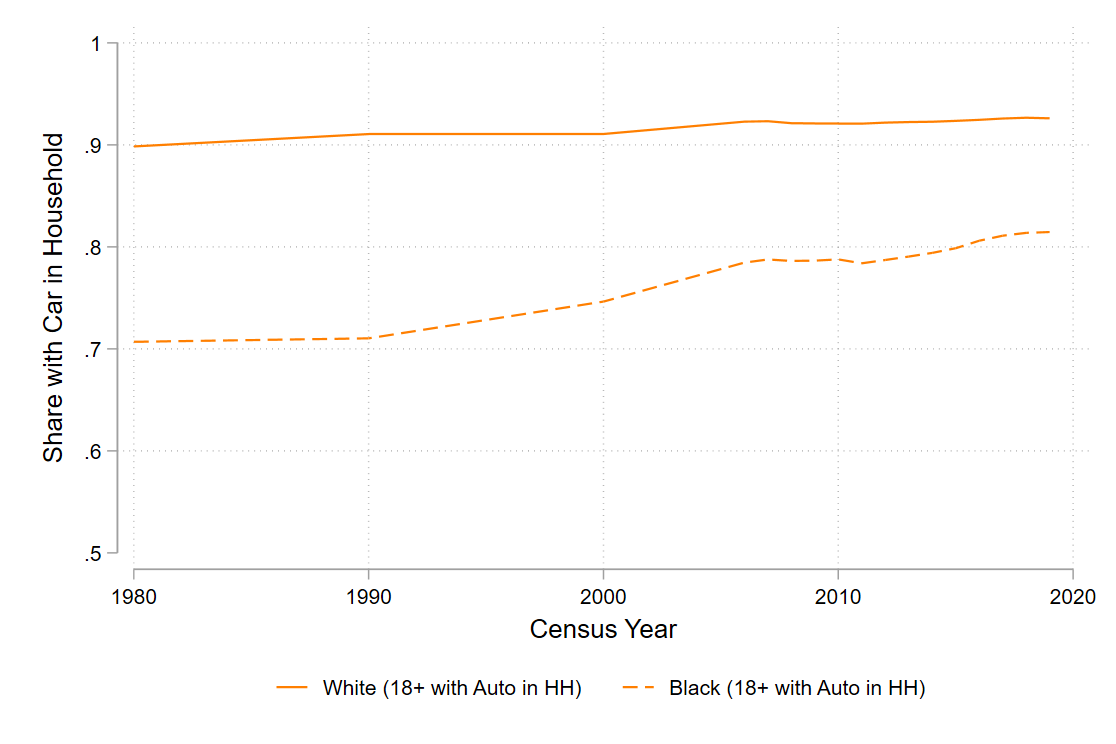 1
.9
.8
.7
.6
.5
Share with Car in Household
1980 1990 2000 2010 2020
Census Year
White (18+ with Auto in HH) Black (18+ with Auto in HH)